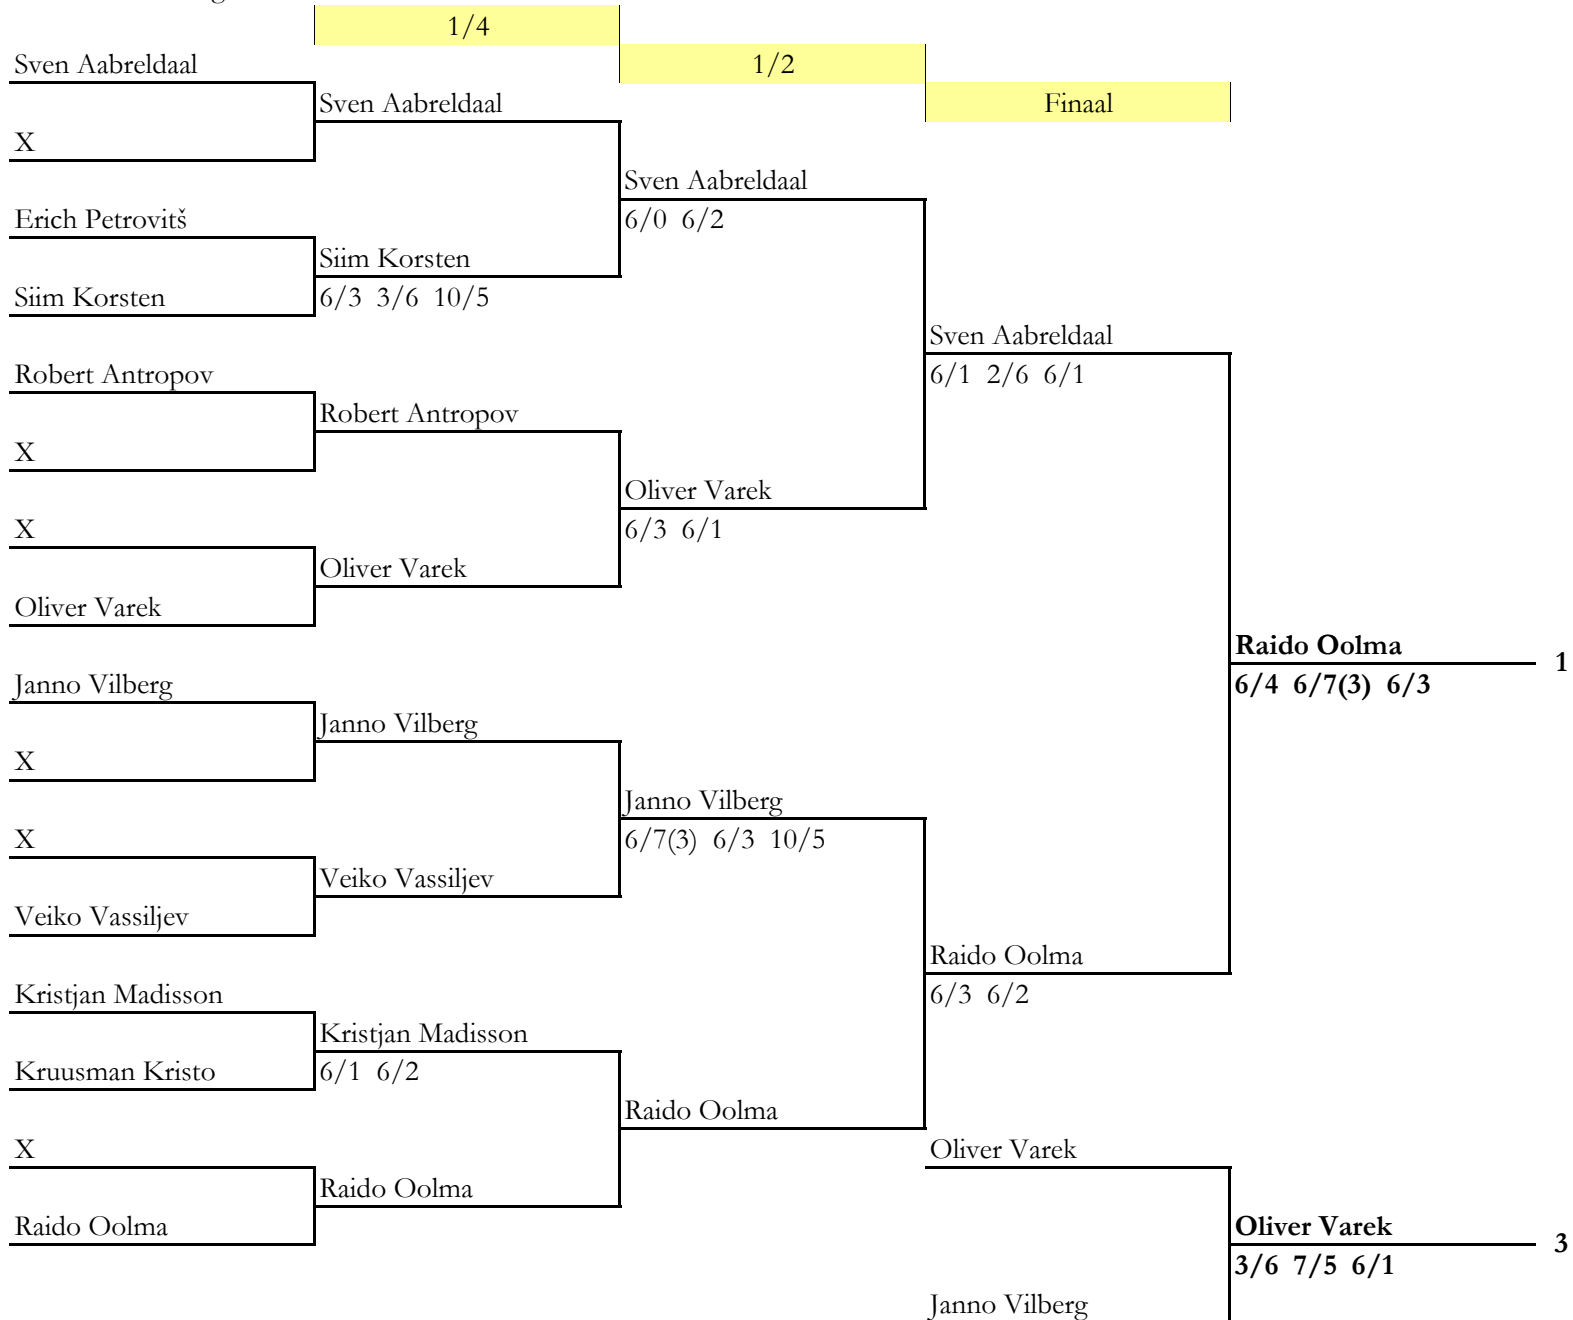 1/4
Sven Aabreldaal
1/2
Sven Aabreldaal
Finaal
X
Sven Aabreldaal
Erich Petrovitš
6/0 6/2
Siim Korsten
Siim Korsten
6/3 3/6 10/5
Sven Aabreldaal
Robert Antropov
6/1 2/6 6/1
Robert Antropov
X
Oliver Varek
X
6/3 6/1
Oliver Varek
Oliver Varek
Raido Oolma
1
Janno Vilberg
6/4 6/7(3) 6/3
Janno Vilberg
X
Janno Vilberg
X
6/7(3) 6/3 10/5
Veiko Vassiljev
Veiko Vassiljev
Raido Oolma
Kristjan Madisson
6/3 6/2
Kristjan Madisson
Kruusman Kristo
6/1 6/2
Raido Oolma
X
Oliver Varek
Raido Oolma
Raido Oolma
Oliver Varek
3
3/6 7/5 6/1
Janno Vilberg